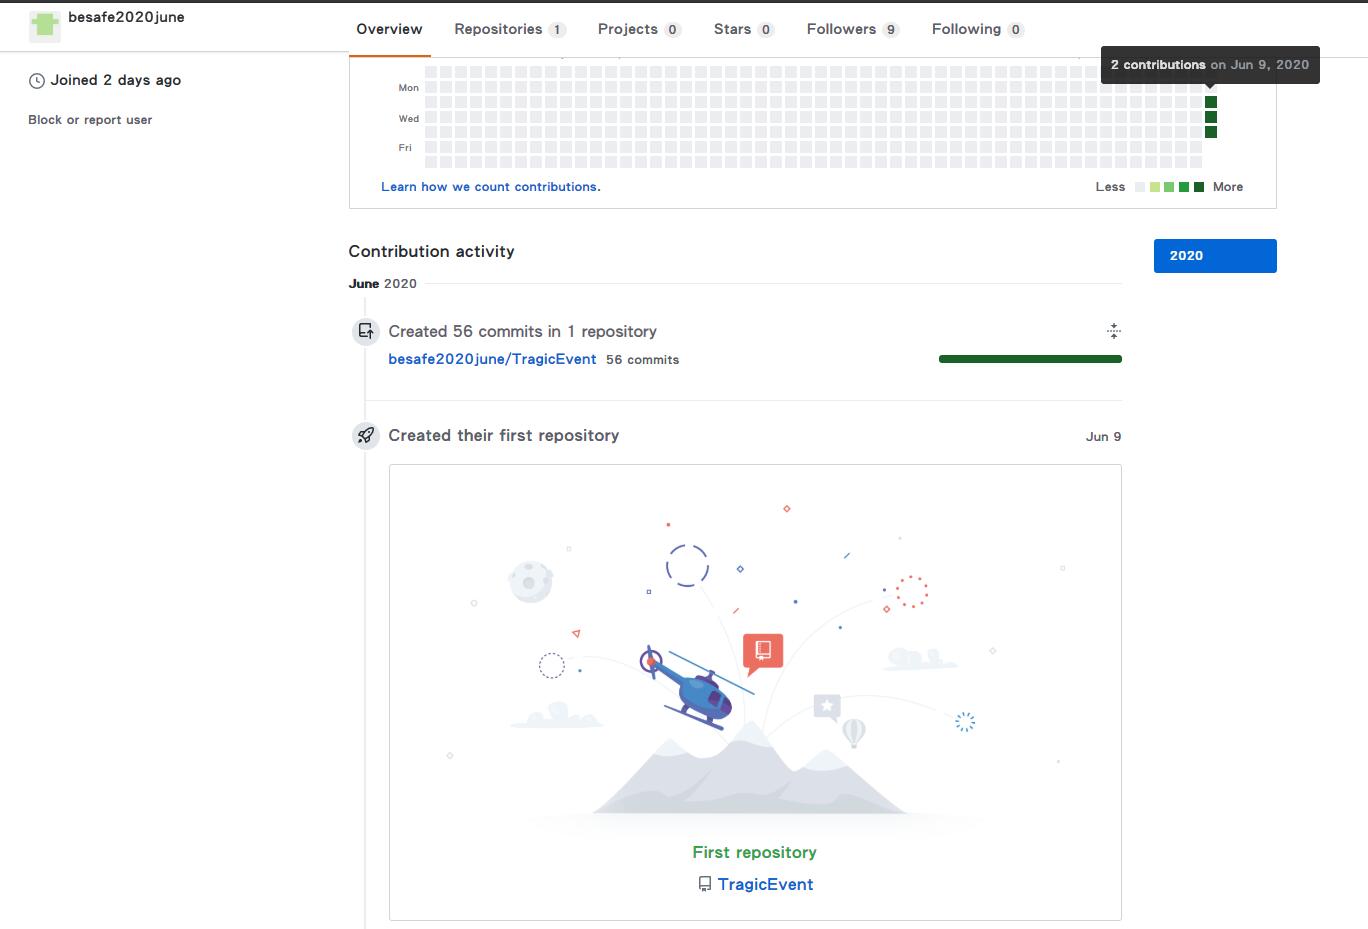 besafe2020june
Overview Repositories 1 Projects 0 Stars 0 Followers 9 Following 0
2 contributions on Jun 9, 2020
Joined 2 days ago
Block or report user
Mon
Wed
Fri
Learn how we count contributions.
Less More
Contribution activity
2020
June 2020
Created 56 commits in 1 repository
besafe2020june/TragicEvent 56 commits
Created their first repository Jun 9
First repository
TragicEvent